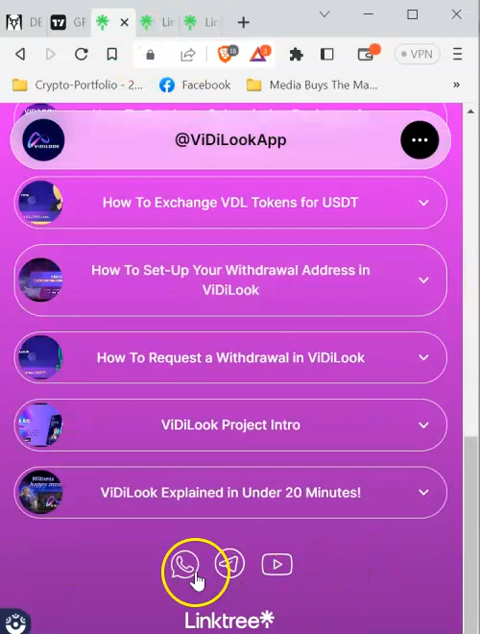 DE
GF
Lir
Lir
16
VPN
Crypto-Portfolio - 2...
Facebook
Media Buys The Ma...
»
@ViDiLookApp
ViDiLOOK
How To Exchange VDL Tokens for USDT
How To Set-Up Your Withdrawal Address in
ViDiLook
How To Request a Withdrawal in ViDiLook
ViDiLook Project Intro
ViDiLook Explained in Under 20 Minutes!
Linktree